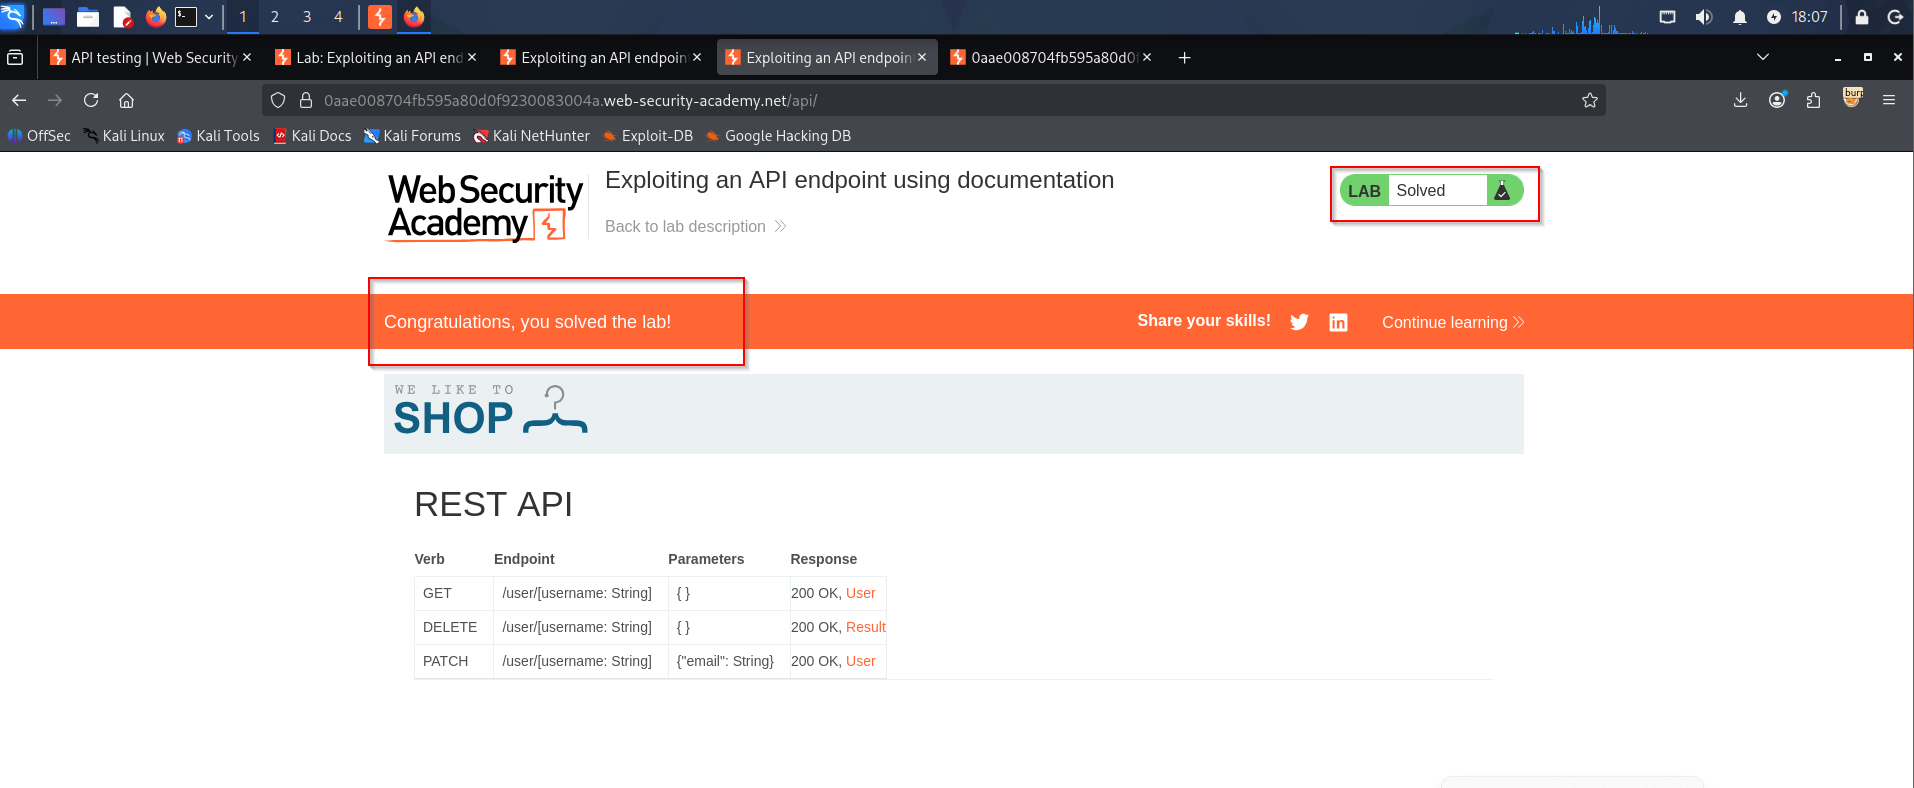 1 2 3 4 18:07
API testing | Web Security
Lab: Exploiting an API end
Exploiting an API endpoin
Exploiting an API endpoin
0aae008704fb595a80d0f
0aae008704fb595a80d0f9230083004a.web-security-academy.net/api/
burp
OffSec Kali Linux Kali Tools Kali Docs Kali Forums Kali NetHunter Exploit-DB Google Hacking DB
WebSecurity
Academy
Exploiting an API endpoint using documentation
Back to lab description
LAB Solved
Congratulations, you solved the lab!
Share your skills!
Continue learning
WE LIKE TO
SHOP
REST API
Verb Endpoint Parameters Response
GET /user/[username: String] { } 200 OK, User
DELETE /user/[username: String] { } 200 OK, Result
PATCH /user/[username: String] {"email": String} 200 OK, User